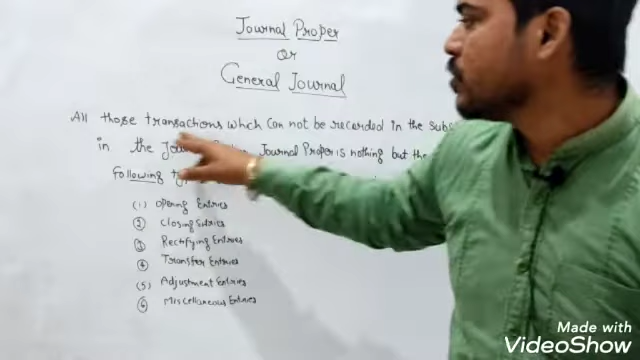 Journal Proper
or
General Journal
All those transactions whch can not be recorded in the
in the Journal Proper is nothing but the
Following
(1) Opening Entries
(2) Closing Entries
(3) Rectifying Entries
(4) Transfer Entries
(5) Adjustment Entries
(6) Miscellaneous Entries
Made with
VideoShow